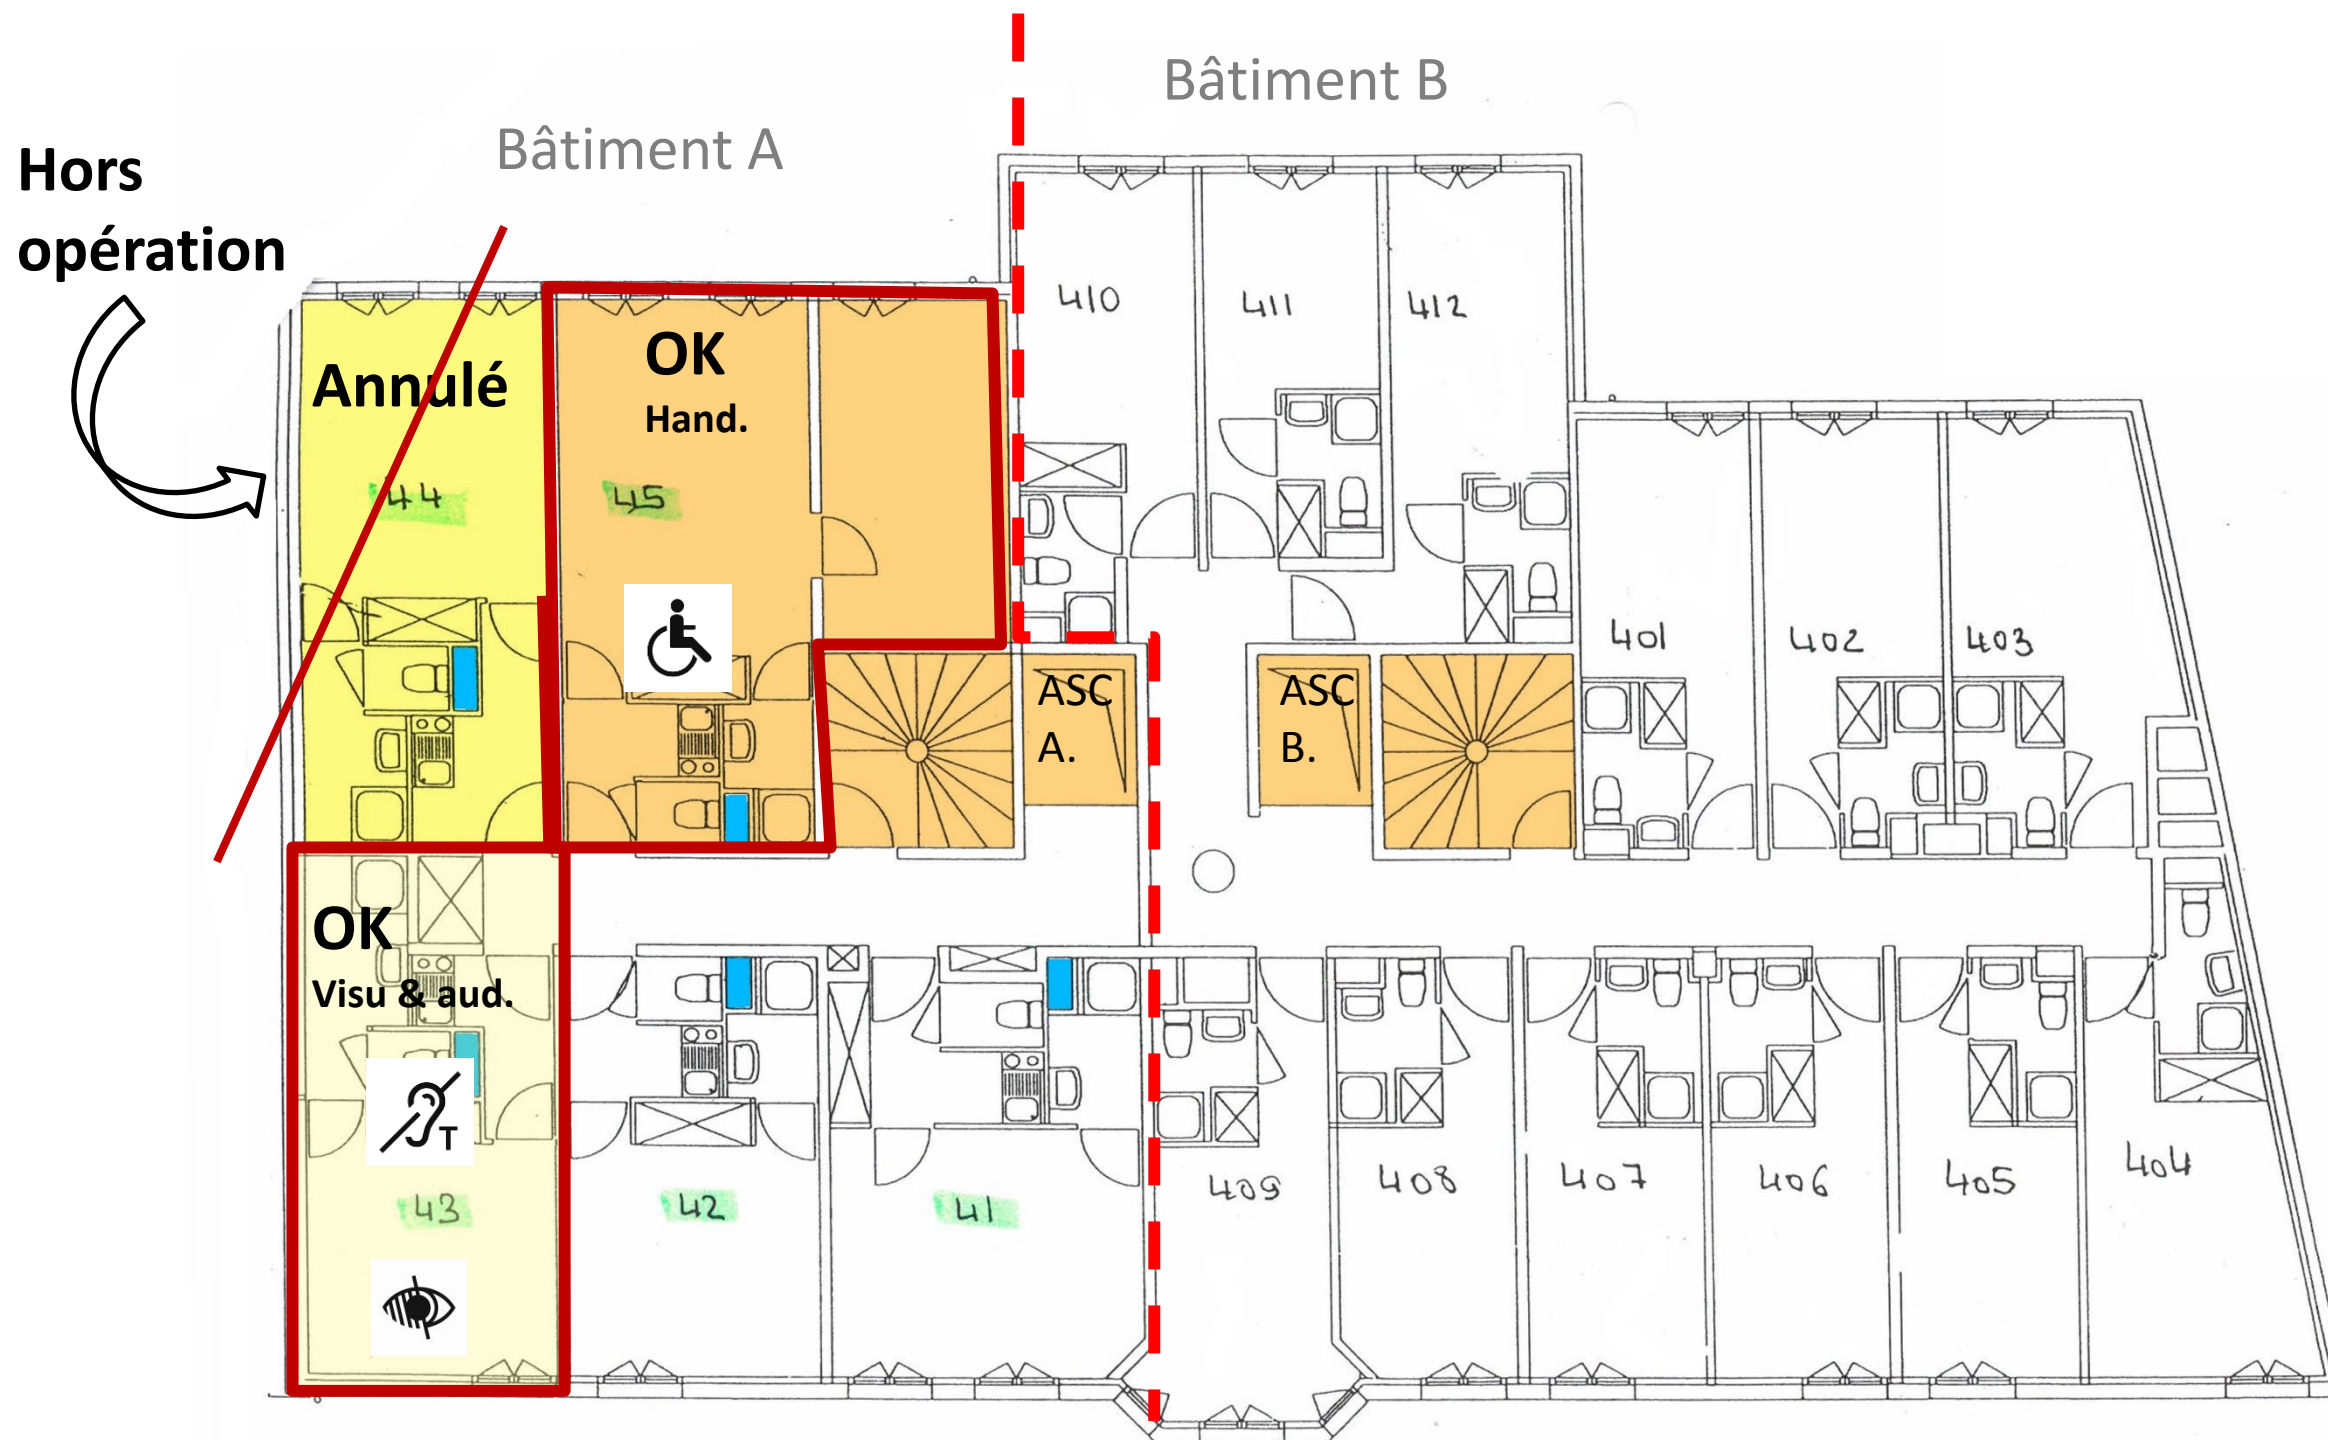 Bâtiment B
Bâtiment A
Hors
opération
410
411
412
OK
Hand.
Annulé
44
45
401
402
403
ASC
A.
ASC
B.
OK
Visu & aud.
T
43
42
41
409
408
407
406
405
404